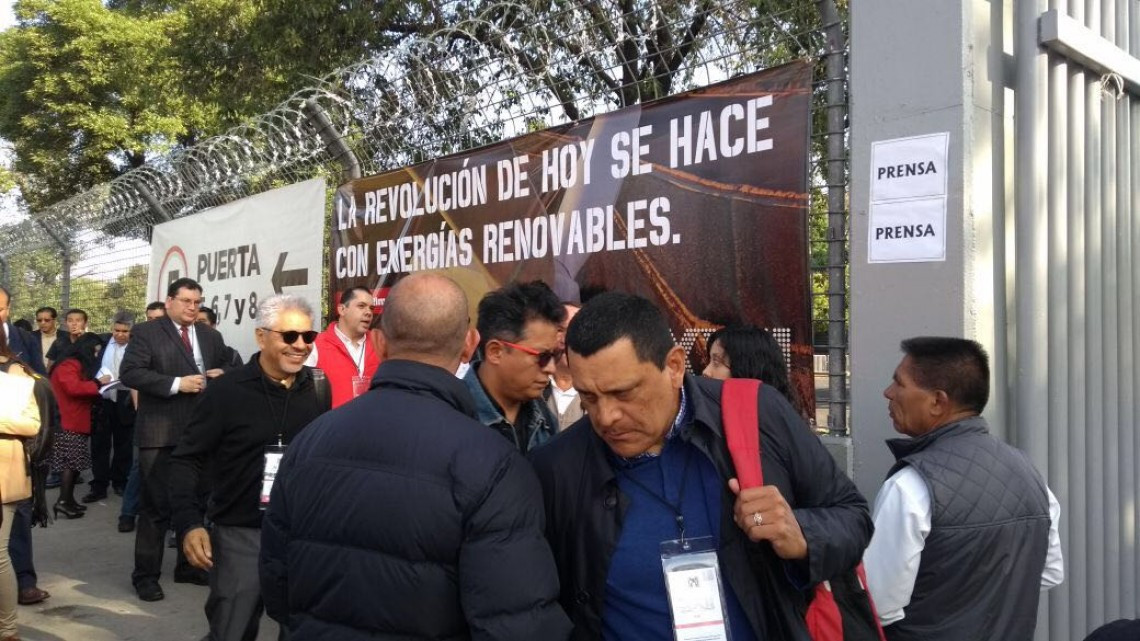 LA REVOLUCIÓN DE HOY SE HACE
CON ENERGÍAS RENOVABLES.
PUERTA
6,7 y 8
PRENSA
PRENSA